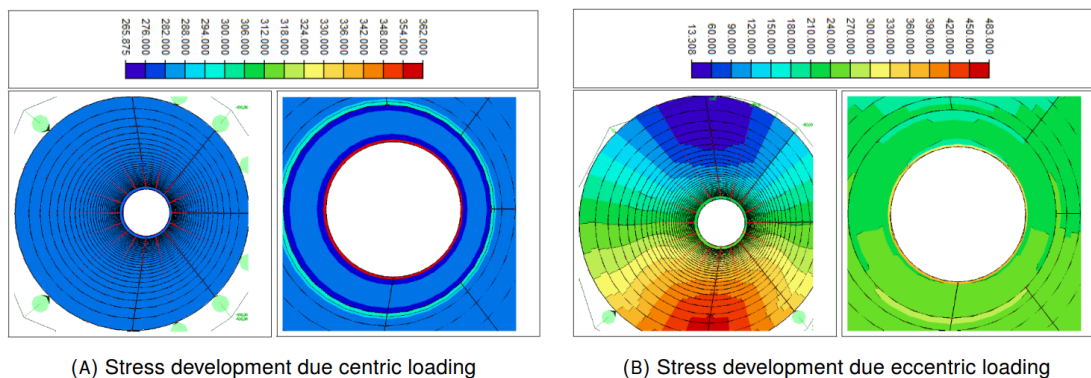 265.875 276.000 282.000 288.000 294.000 300.000 306.000 312.000 318.000 324.000 330.000 336.000 342.000 348.000 354.000 362.000
13.308 60.000 90.000 120.000 150.000 180.000 210.000 240.000 270.000 300.000 330.000 360.000 390.000 420.000 450.000 483.000
(A) Stress development due centric loading
(B) Stress development due eccentric loading